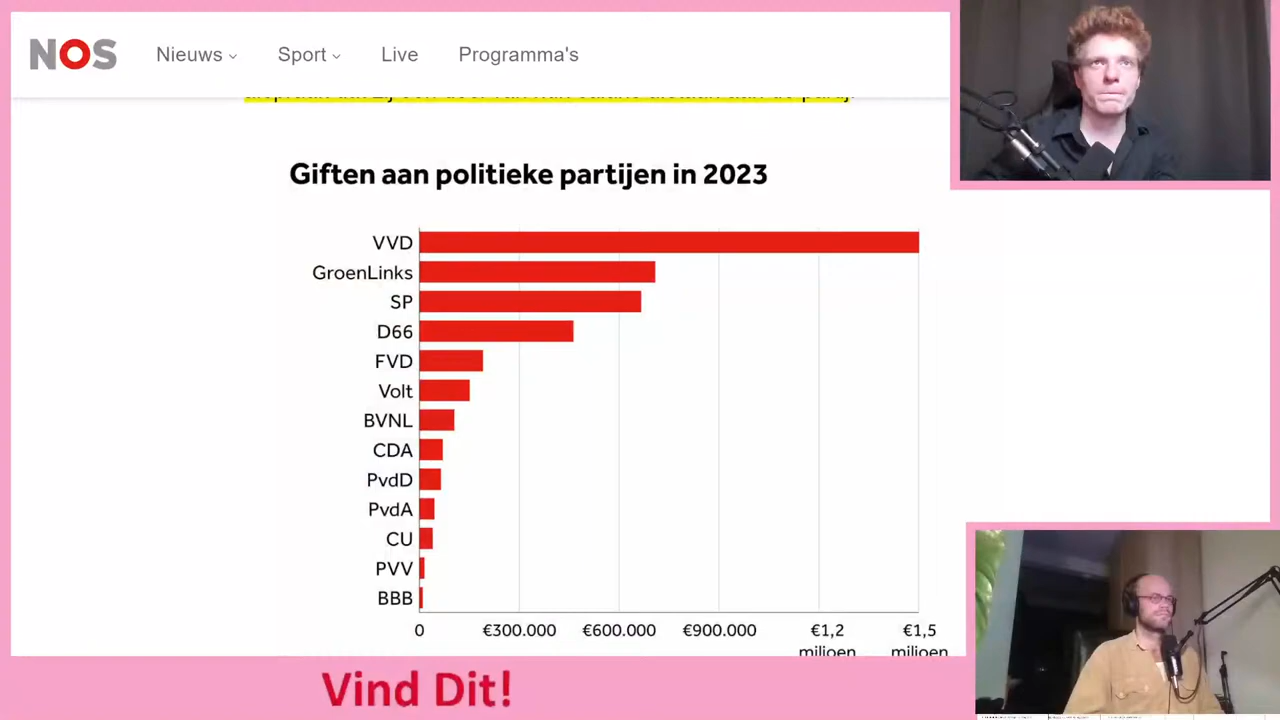 NOS Nieuws Sport Live Programma's
Giften aan politieke partijen in 2023
VVD
GroenLinks
SP
D66
FVD
Volt
BVNL
CDA
PvdD
PvdA
CU
PVV
BBB
0 €300.000 €600.000 €900.000 €1,2 €1,5
miljoen miljoen
Vind Dit!